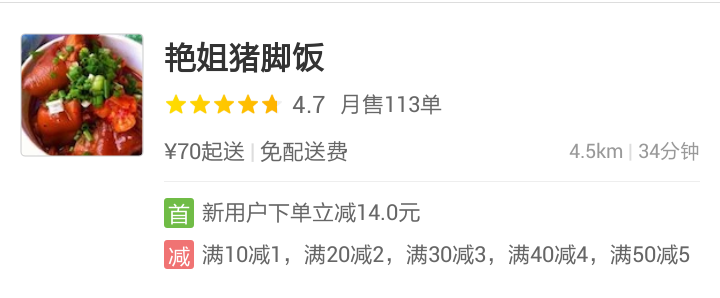 艳姐猪脚饭
4.7 月售113单
¥70起送 | 免配送费 4.5km | 34分钟
首 新用户下单立减14.0元
减 满10减1，满20减2，满30减3，满40减4，满50减5